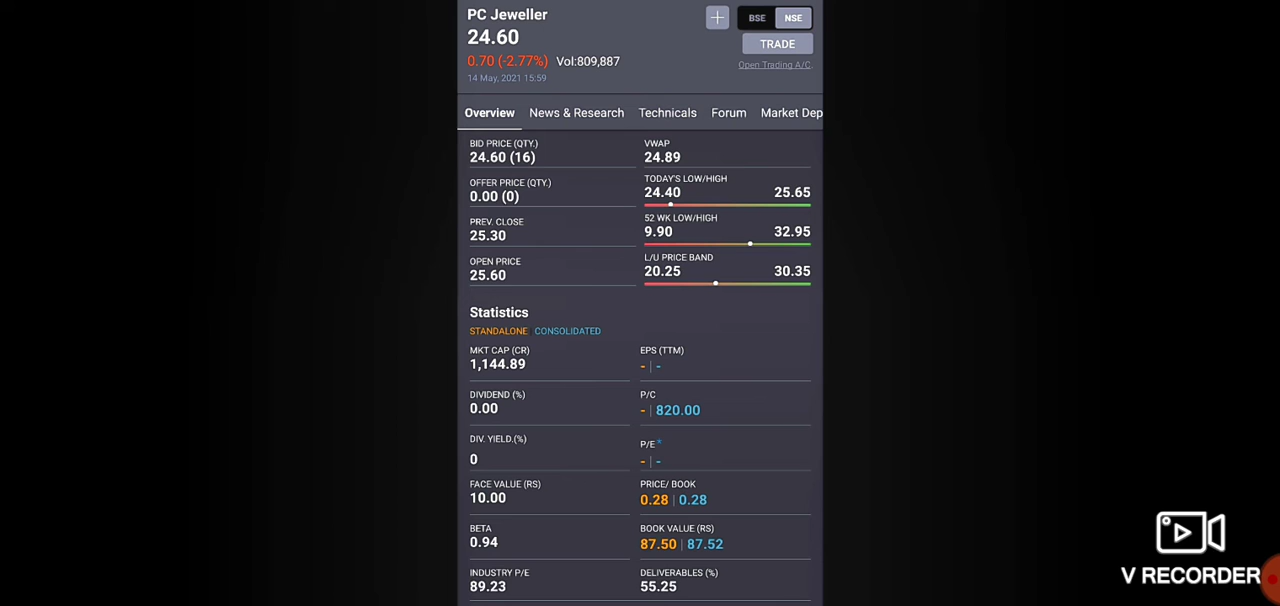 PC Jeweller
24.60
0.70 (-2.77%) Vol:809,887
14 May, 2021 15:59
+
BSE NSE
TRADE
Open Trading A/C.
Overview News & Research Technicals Forum Market Dep
BID PRICE (QTY.)
24.60 (16)
VWAP
24.89
OFFER PRICE (QTY.)
0.00 (0)
TODAY'S LOW/HIGH
24.40 25.65
PREV. CLOSE
25.30
52 WK LOW/HIGH
9.90 32.95
OPEN PRICE
25.60
L/U PRICE BAND
20.25 30.35
Statistics
STANDALONE CONSOLIDATED
MKT CAP (CR)
1,144.89
EPS (TTM)
- | -
DIVIDEND (%)
0.00
P/C
- | 820.00
DIV. YIELD.(%)
0
P/E*
- | -
FACE VALUE (RS)
10.00
PRICE/ BOOK
0.28 | 0.28
BETA
0.94
BOOK VALUE (RS)
87.50 | 87.52
INDUSTRY P/E
89.23
DELIVERABLES (%)
55.25
V RECORDER